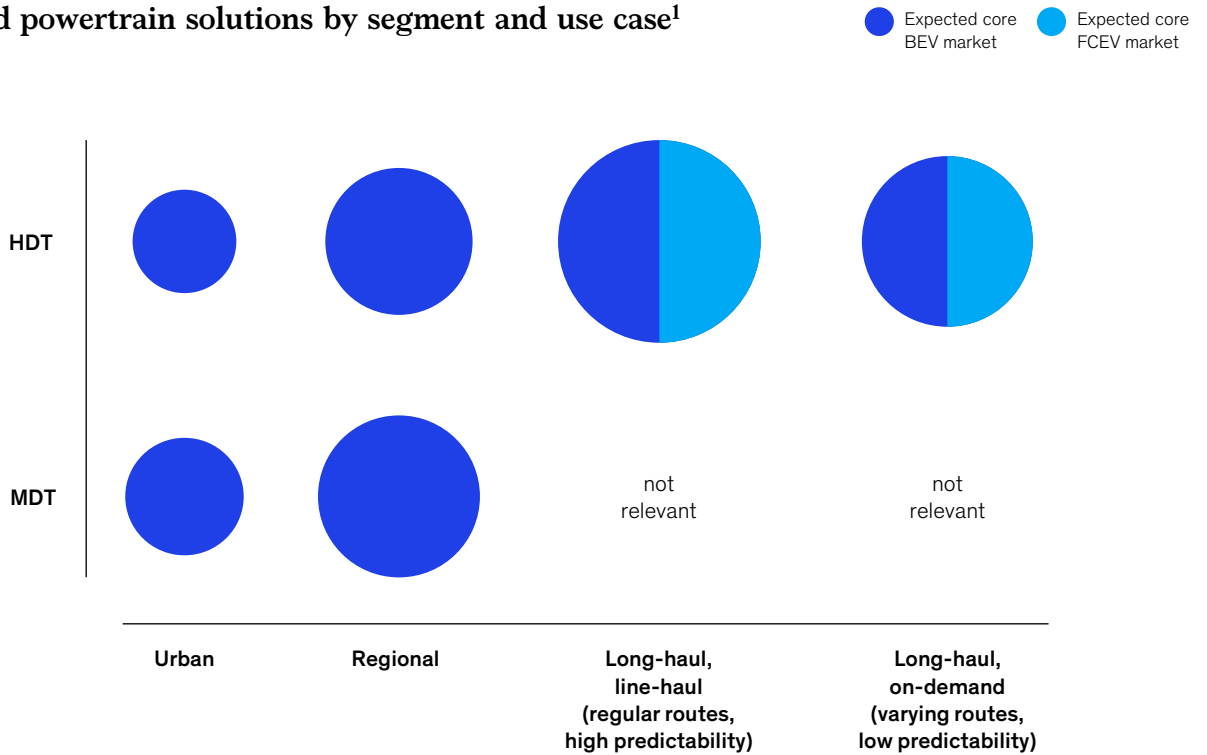 d powertrain solutions by segment and use case¹
Expected core
BEV market
Expected core
FCEV market
HDT
MDT
not
relevant
not
relevant
Urban
Regional
Long-haul,
line-haul
(regular routes,
high predictability)
Long-haul,
on-demand
(varying routes,
low predictability)